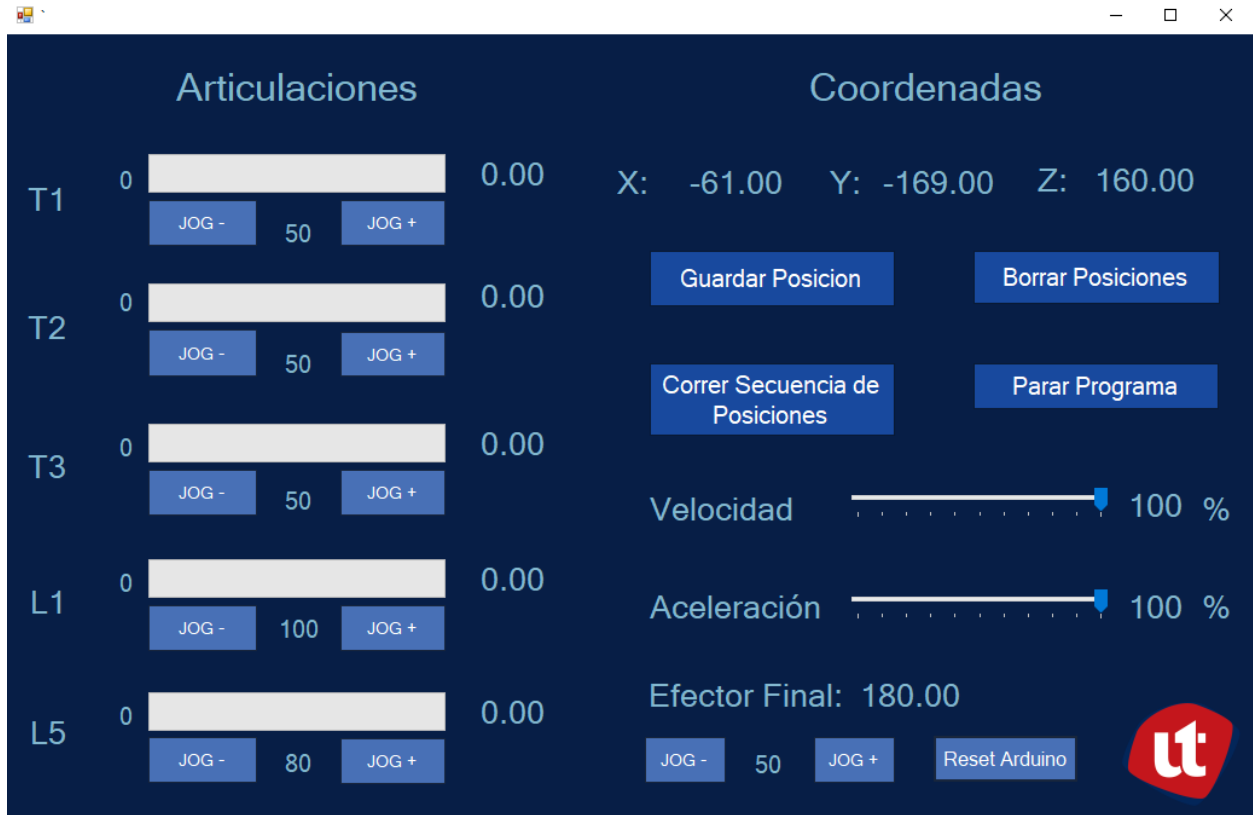 `
Articulaciones
T1
0
0.00
JOG -
50
JOG +
T2
0
0.00
JOG -
50
JOG +
T3
0
0.00
JOG -
50
JOG +
L1
0
0.00
JOG -
100
JOG +
L5
0
0.00
JOG -
80
JOG +
Coordenadas
X: -61.00 Y: -169.00 Z: 160.00
Guardar Posicion
Borrar Posiciones
Correr Secuencia de
Posiciones
Parar Programa
Velocidad 100 %
Aceleración 100 %
Efector Final: 180.00
JOG -
50
JOG +
Reset Arduino
ut